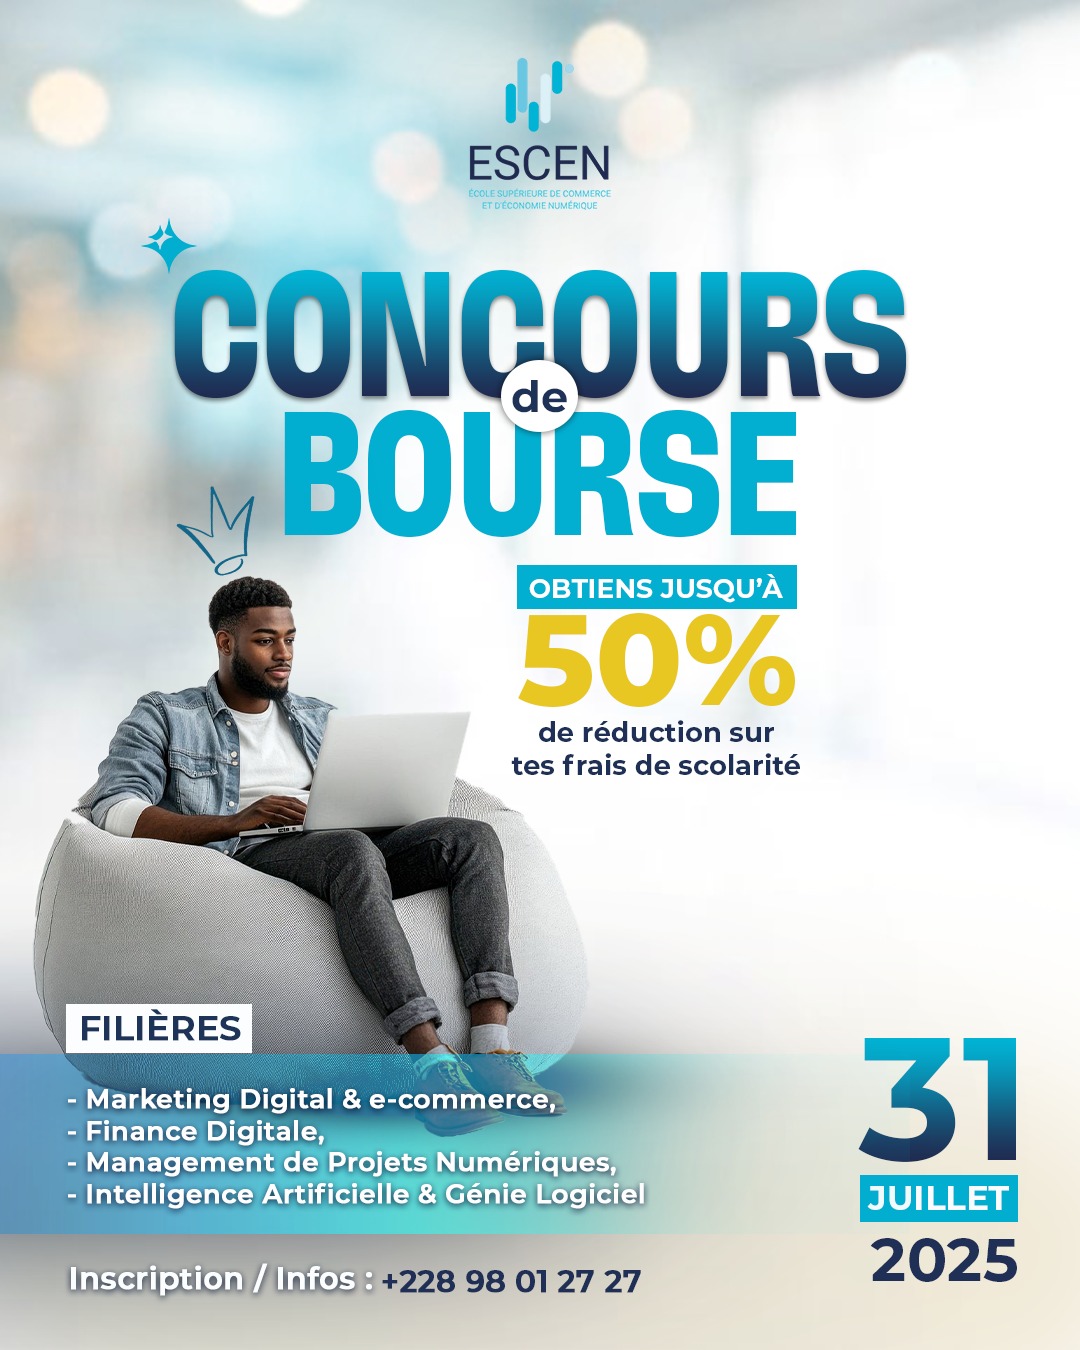 ESCEN
ÉCOLE SUPÉRIEURE DE COMMERCE
ET D'ÉCONOMIE NUMÉRIQUE
CONCOURS
de
BOURSE
OBTIENS JUSQU'À
50%
de réduction sur
tes frais de scolarité
FILIÈRES
- Marketing Digital & e-commerce,
- Finance Digitale,
- Management de Projets Numériques,
- Intelligence Artificielle & Génie Logiciel
31
JUILLET
2025
Inscription / Infos : +228 98 01 27 27